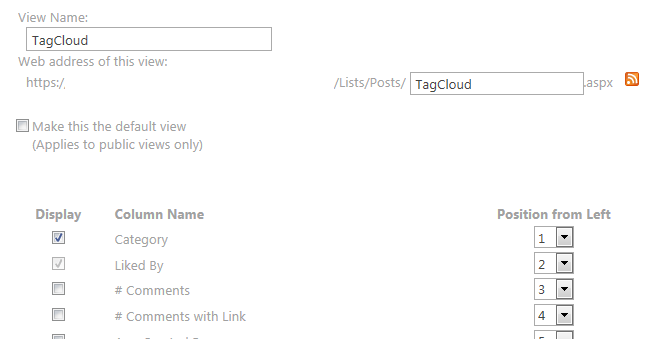 View Name:
TagCloud
Web address of this view:
https:/. /Lists/Posts/ TagCloud .aspx
Make this the default view
(Applies to public views only)
Display Column Name Position from Left
Category 1
Liked By 2
# Comments 3
# Comments with Link 4